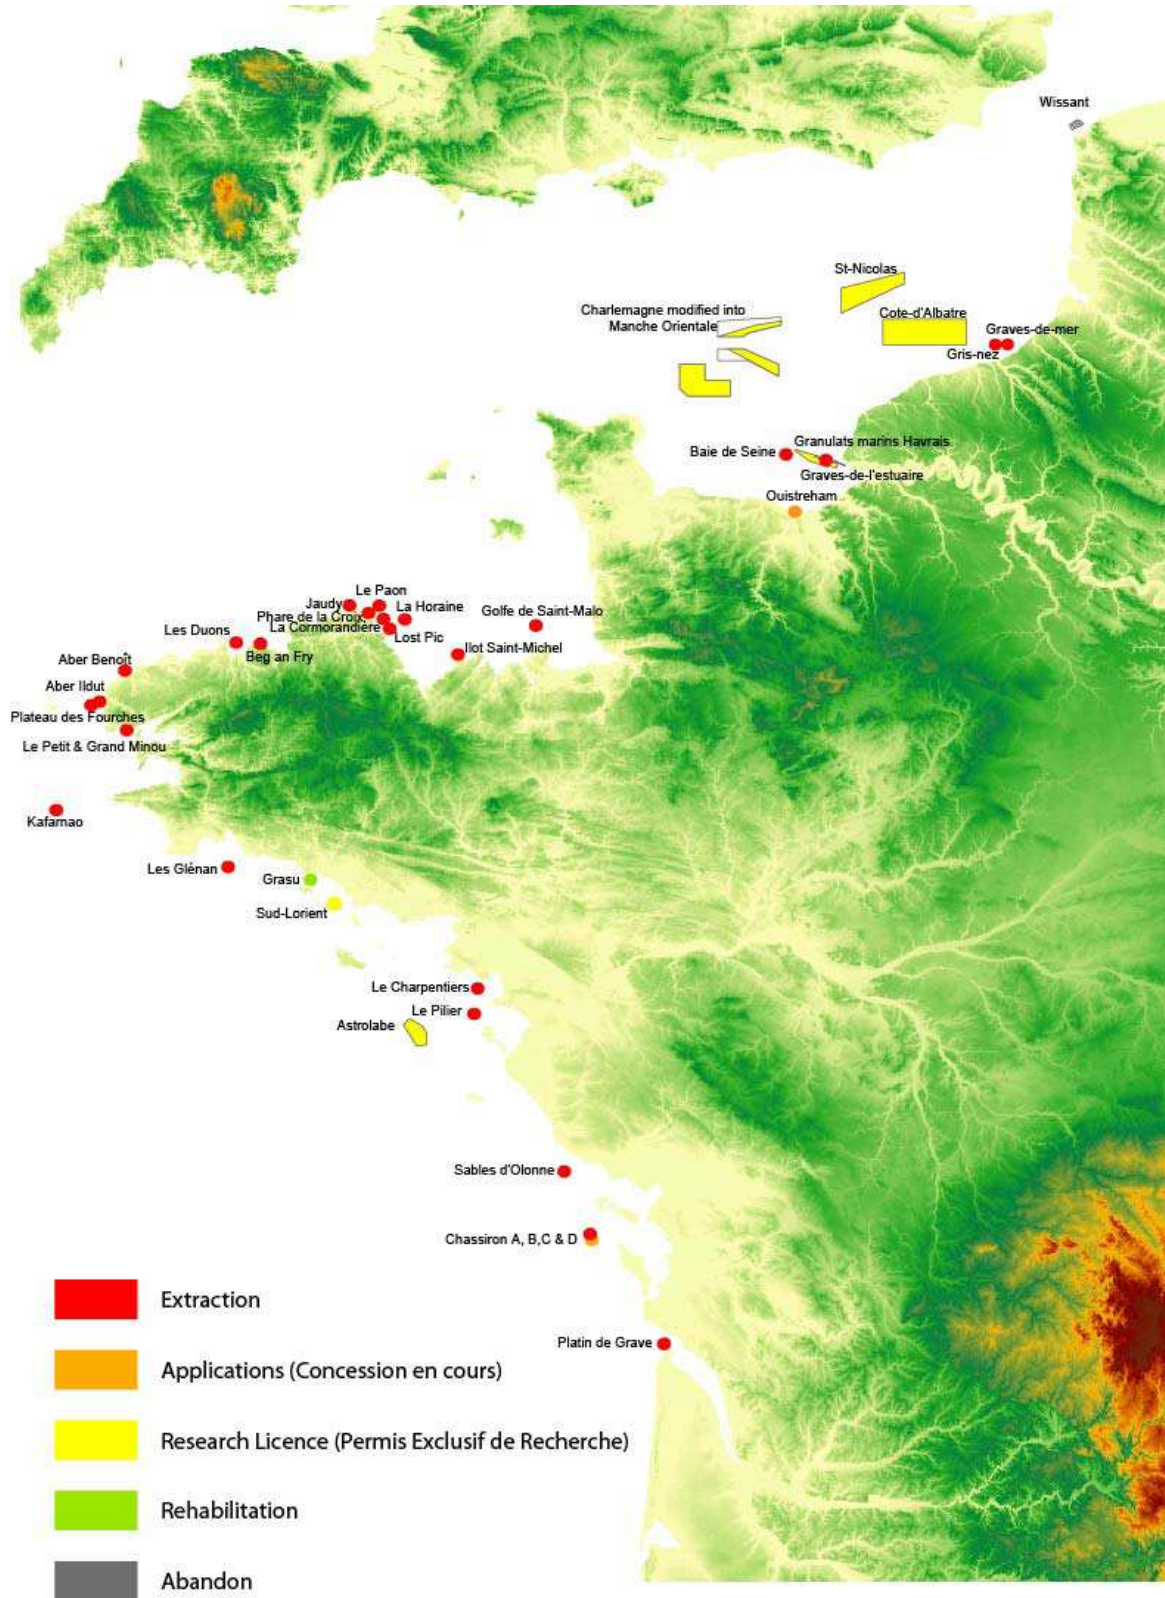 Wissant
St-Nicolas
Charlemagne modified into
Manche Orientale
Cote-d'Albatre
Graves-de-mer
Gris-nez
Granulats marins Havrais
Baie de Seine
Graves-de-l'estuaire
Ouistreham
Le Paon
Jaudy
Phare de la Croix
La Horaine
Golfe de Saint-Malo
La Cormorandière
Les Duons
Lost Pic
Ilot Saint-Michel
Beg an Fry
Aber Benoît
Aber Ildut
Plateau des Fourches
Le Petit & Grand Minou
Kafarnao
Les Glénan
Grasu
Sud-Lorient
Le Charpentiers
Le Pilier
Astrolabe
Sables d'Olonne
Chassiron A, B,C & D
Platin de Grave
Extraction
Applications (Concession en cours)
Research Licence (Permis Exclusif de Recherche)
Rehabilitation
Abandon